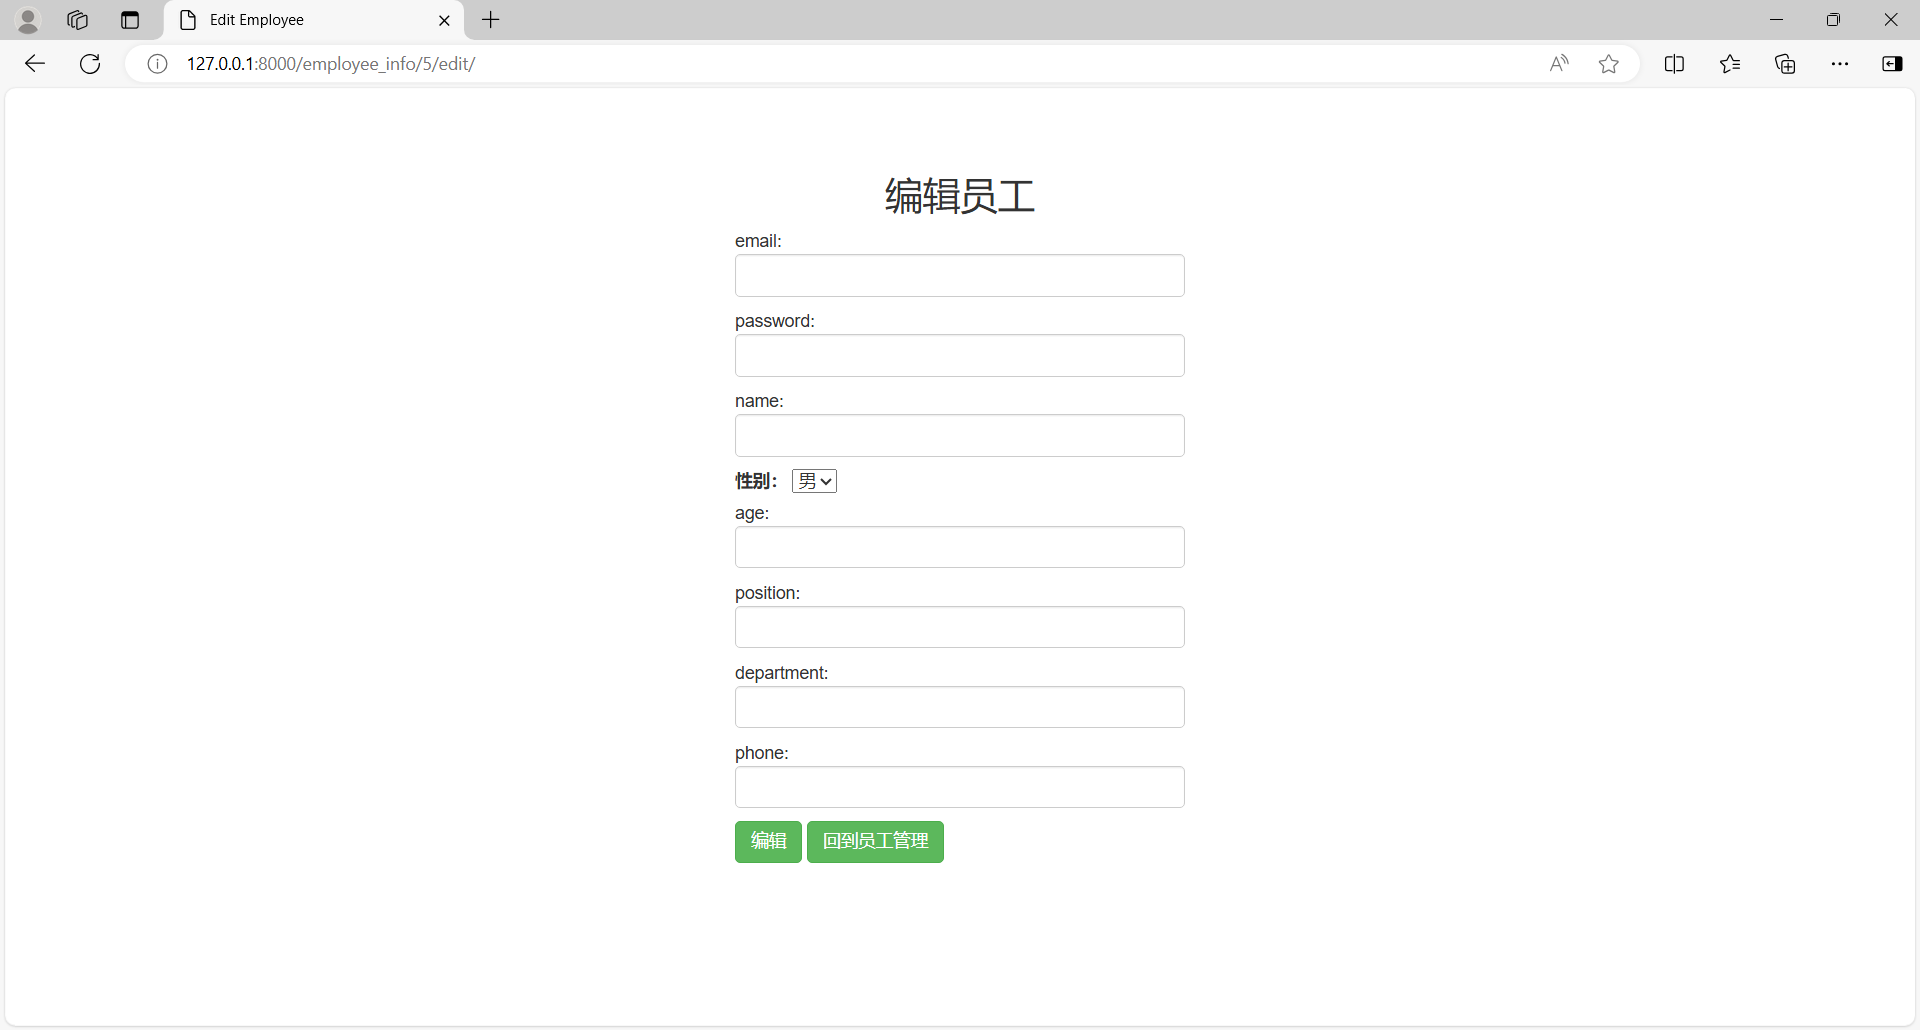 Edit Employee
127.0.0.1:8000/employee_info/5/edit/
编辑员工
email:
password:
name:
性别： 男
age:
position:
department:
phone:
编辑 回到员工管理